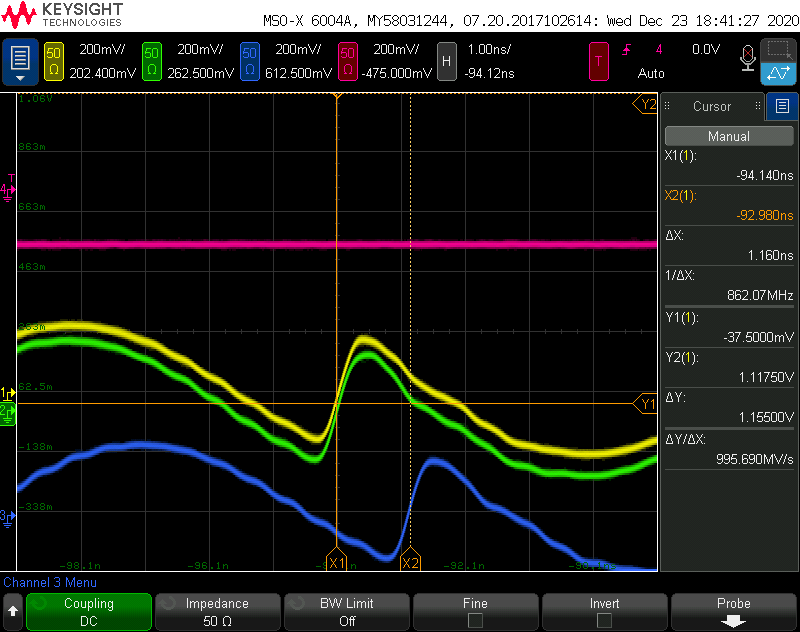 KEYSIGHT
TECHNOLOGIES
MSO-X 6004A, MY58031244, 07.20.2017102614: Wed Dec 23 18:41:27 2020
50 Ω 200mV/ 50 Ω 200mV/ 50 Ω 200mV/ 50 Ω 200mV/ H 1.00ns/ T 4 0.0V
202.400mV 262.500mV 612.500mV -475.000mV -94.12ns Auto
1.06V
863m
663m
463m
62.5m
-138m
-338m
-98.1n -96.1n -92.1n
T
4
1
2
3
Y2
Y1
X1 X2
Cursor
Manual
X1(1):
-94.140ns
X2(1):
-92.980ns
ΔX:
1.160ns
1/ΔX:
862.07MHz
Y1(1):
-37.5000mV
Y2(1):
1.11750V
ΔY:
1.15500V
ΔY/ΔX:
995.690MV/s
Channel 3 Menu
Coupling Impedance BW Limit Fine Invert Probe
DC 50 Ω Off